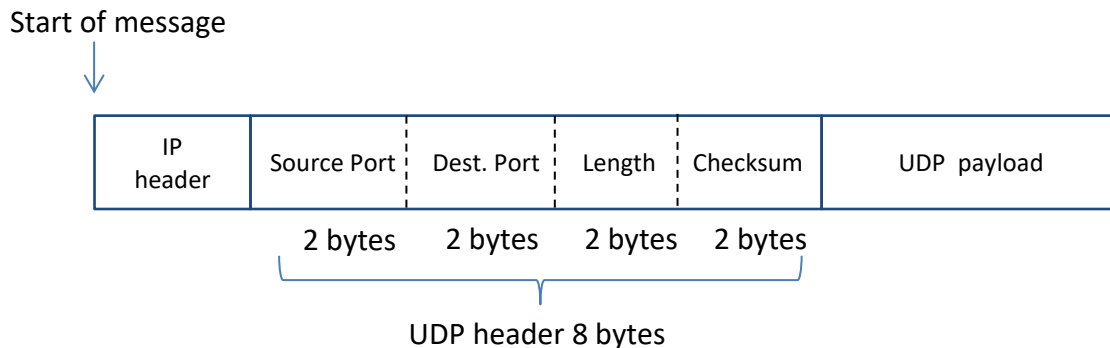 Start of message
IP
header
Source Port
Dest. Port
Length
Checksum
UDP payload
2 bytes
2 bytes
2 bytes
2 bytes
UDP header 8 bytes